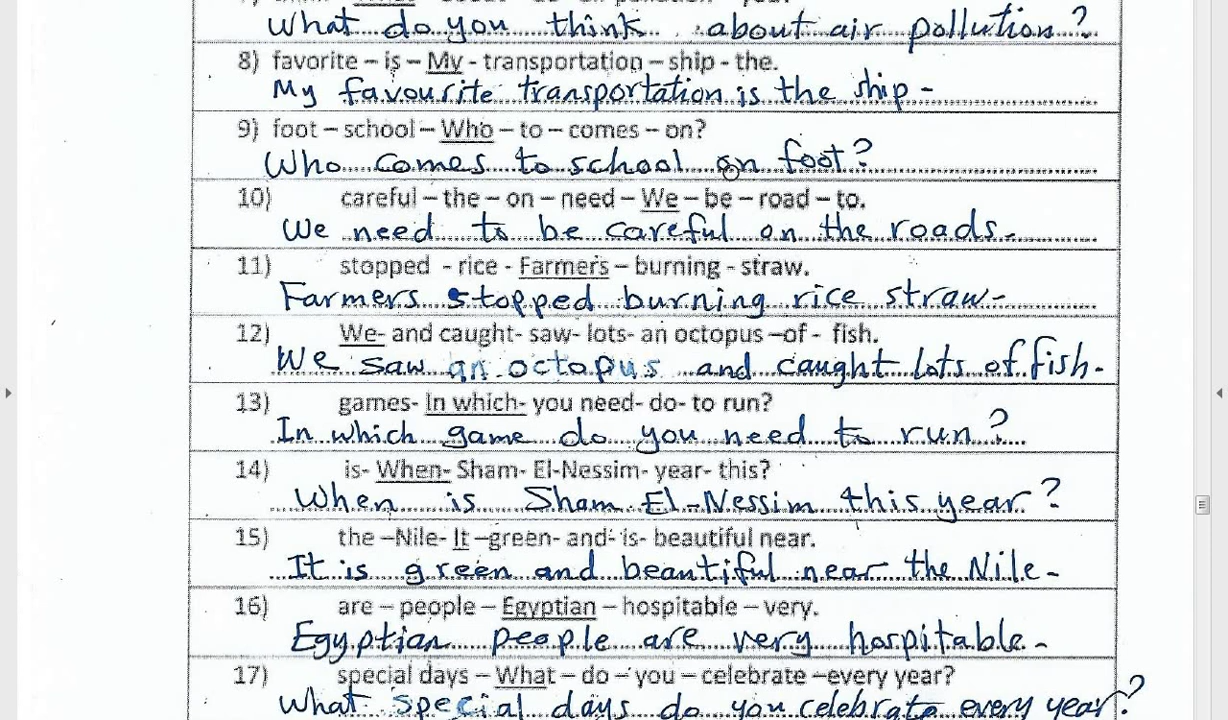 What do you think about air pollution?
8) favorite – is – My - transportation – ship - the.
My favourite transportation is the ship -
9) foot – school – Who – to – comes – on?
Who comes to school on foot?
10) careful – the – on – need – We – be – road – to.
We need to be careful on the roads.
11) stopped - rice - Farmers – burning - straw.
Farmers stopped burning rice straw-
12) We- and caught- saw- lots- an octopus –of - fish.
We saw an octopus and caught lots of fish.
13) games- In which- you need- do- to run?
In which game do you need to run?
14) is- When- Sham- El-Nessim- year- this?
When is Sham El-Nessim this year?
15) the –Nile- It –green- and- is- beautiful near.
It is green and beautiful near the Nile-
16) are – people – Egyptian – hospitable – very.
Egyptian people are very hospitable-
17) special days – What – do – you – celebrate –every year?
What special days do you celebrate every year?